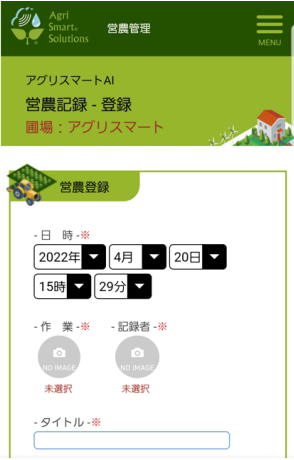 Agri
Smart®
Solutions
営農管理
MENU
アグリスマートAI
営農記録 - 登録
圃場：アグリスマート
営農登録
- 日　時 -※
2022年 4月 20日
15時 29分
- 作　業 -※ - 記録者 -※
NO IMAGE NO IMAGE
未選択 未選択
- タイトル -※